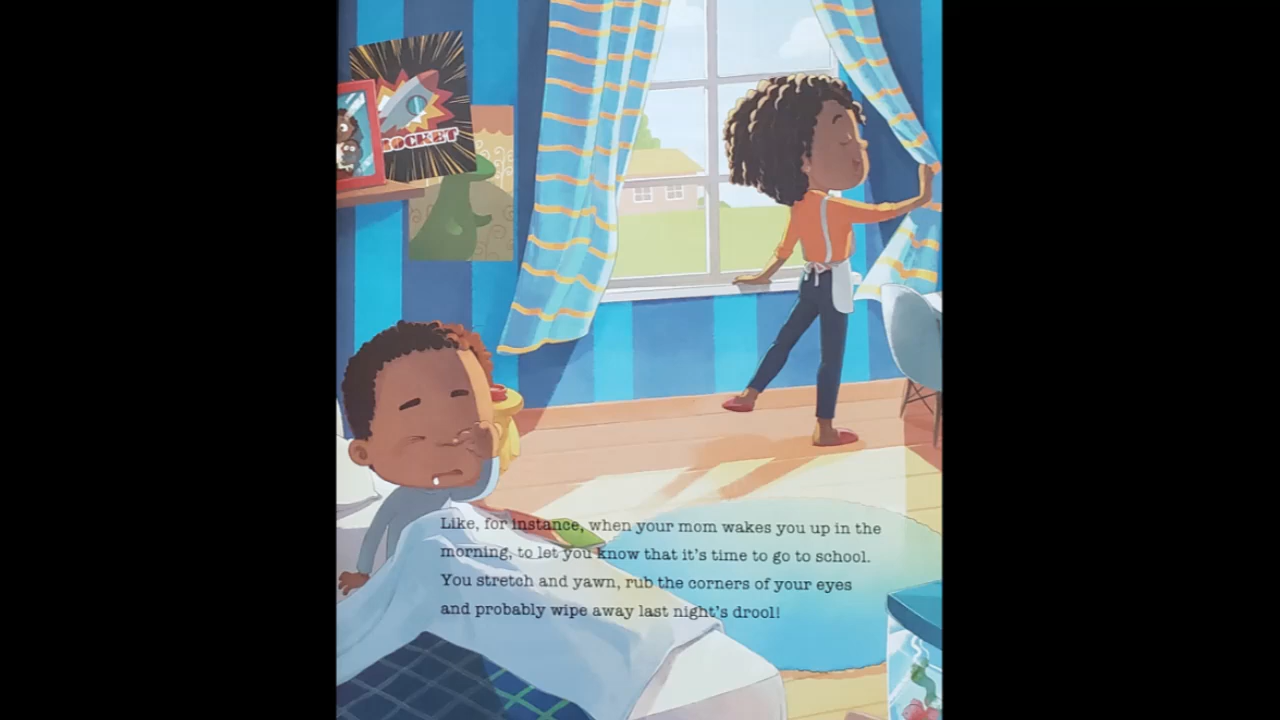 ROCKET
Like, for instance, when your mom wakes you up in the
morning, to let you know that it's time to go to school.
You stretch and yawn, rub the corners of your eyes
and probably wipe away last night's drool!